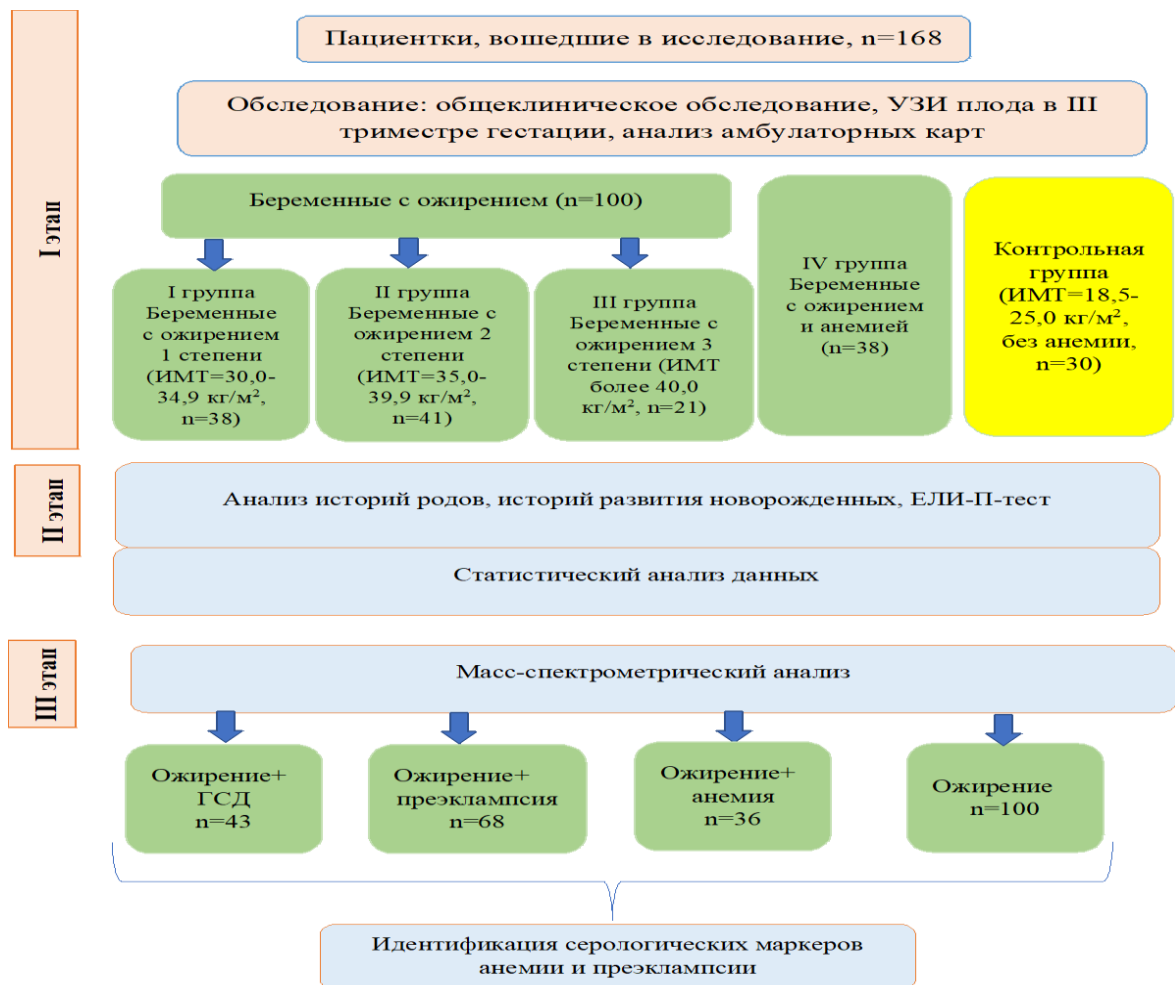 I этап
Пациентки, вошедшие в исследование, n=168
Обследование: общеклиническое обследование, УЗИ плода в III
триместре гестации, анализ амбулаторных карт
Беременные с ожирением (n=100)
I группа
Беременные
с ожирением
1 степени
(ИМТ=30,0-
34,9 кг/м²,
n=38)
II группа
Беременные с
ожирением 2
степени
(ИМТ=35,0-
39,9 кг/м²,
n=41)
III группа
Беременные с
ожирением 3
степени (ИМТ
более 40,0
кг/м², n=21)
IV группа
Беременные
с ожирением
и анемией
(n=38)
Контрольная
группа
(ИМТ=18,5-
25,0 кг/м²,
без анемии,
n=30)
II этап
Анализ историй родов, историй развития новорожденных, ЕЛИ-П-тест
Статистический анализ данных
III этап
Масс-спектрометрический анализ
Ожирение+
ГСД
n=43
Ожирение+
преэклампсия
n=68
Ожирение+
анемия
n=36
Ожирение
n=100
Идентификация серологических маркеров
анемии и преэклампсии